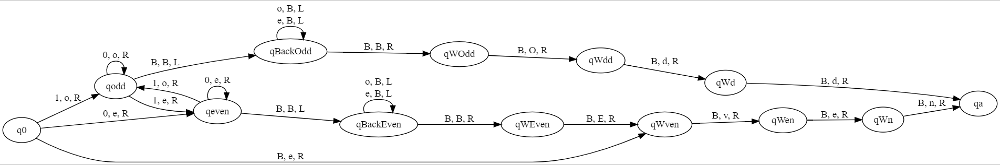 o, B, L
e, B, L
qBackOdd
B, B, R
qWOdd
B, O, R
qWdd
B, d, R
qWd
B, d, R
qa
0, o, R
qodd
B, B, L
1, o, R
1, o, R
1, e, R
0, e, R
qeven
0, e, R
q0
B, B, L
o, B, L
e, B, L
qBackEven
B, B, R
qWEven
B, E, R
qWven
B, v, R
qWen
B, e, R
qWn
B, n, R
B, e, R